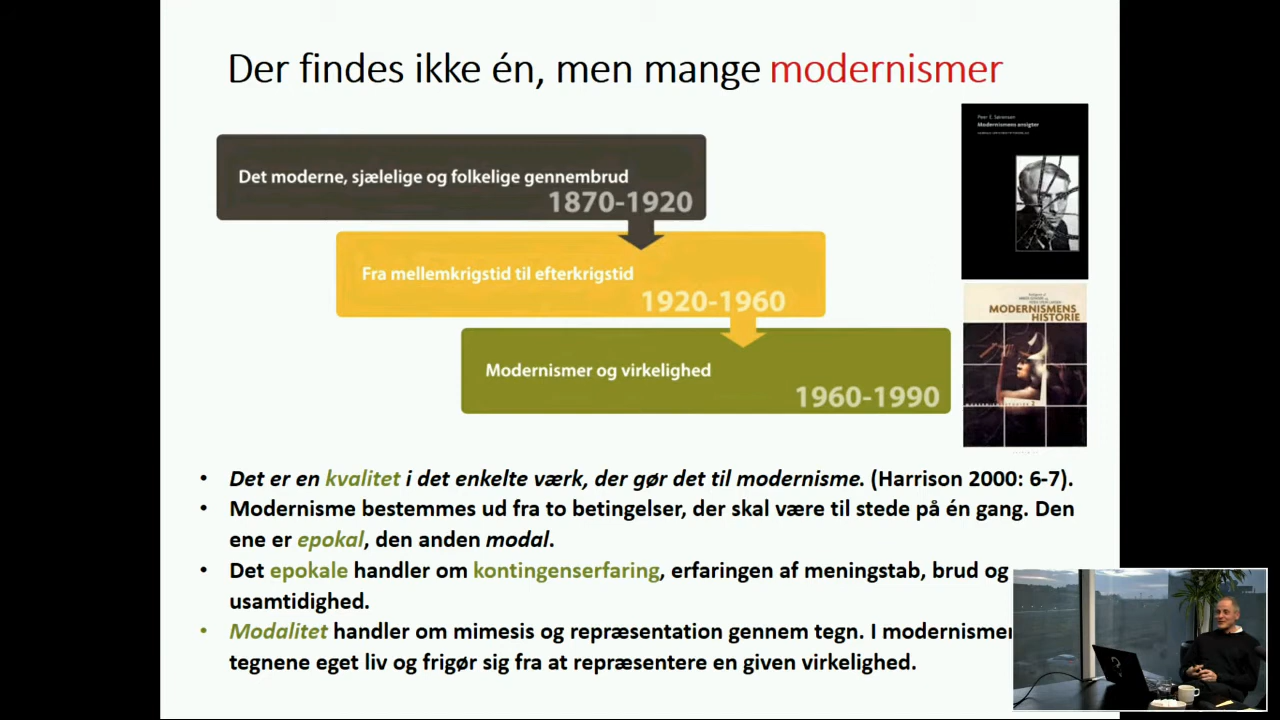 Der findes ikke én, men mange modernismer
Det moderne, sjælelige og folkelige gennembrud
1870-1920
Fra mellemkrigstid til efterkrigstid
1920-1960
Modernismer og virkelighed
1960-1990
Peer E. Sørensen
Modernismens ansigter
MODERNISMENS
HISTORIE
• Det er en kvalitet i det enkelte værk, der gør det til modernisme. (Harrison 2000: 6-7).
• Modernisme bestemmes ud fra to betingelser, der skal være til stede på én gang. Den
ene er epokal, den anden modal.
• Det epokale handler om kontingenserfaring, erfaringen af meningstab, brud og
usamtidighed.
• Modalitet handler om mimesis og repræsentation gennem tegn. I modernismen
tegnene eget liv og frigør sig fra at repræsentere en given virkelighed.